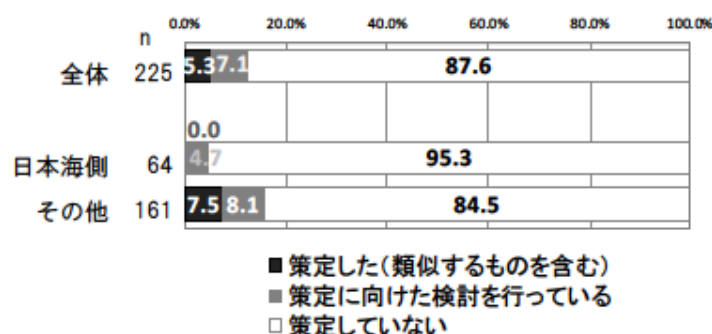 0.0% 20.0% 40.0% 60.0% 80.0% 100.0%
n
全体 225 5.3 7.1 87.6
0.0
日本海側 64 4.7 95.3
その他 161 7.5 8.1 84.5
■策定した(類似するものを含む)
■策定に向けた検討を行っている
□策定していない